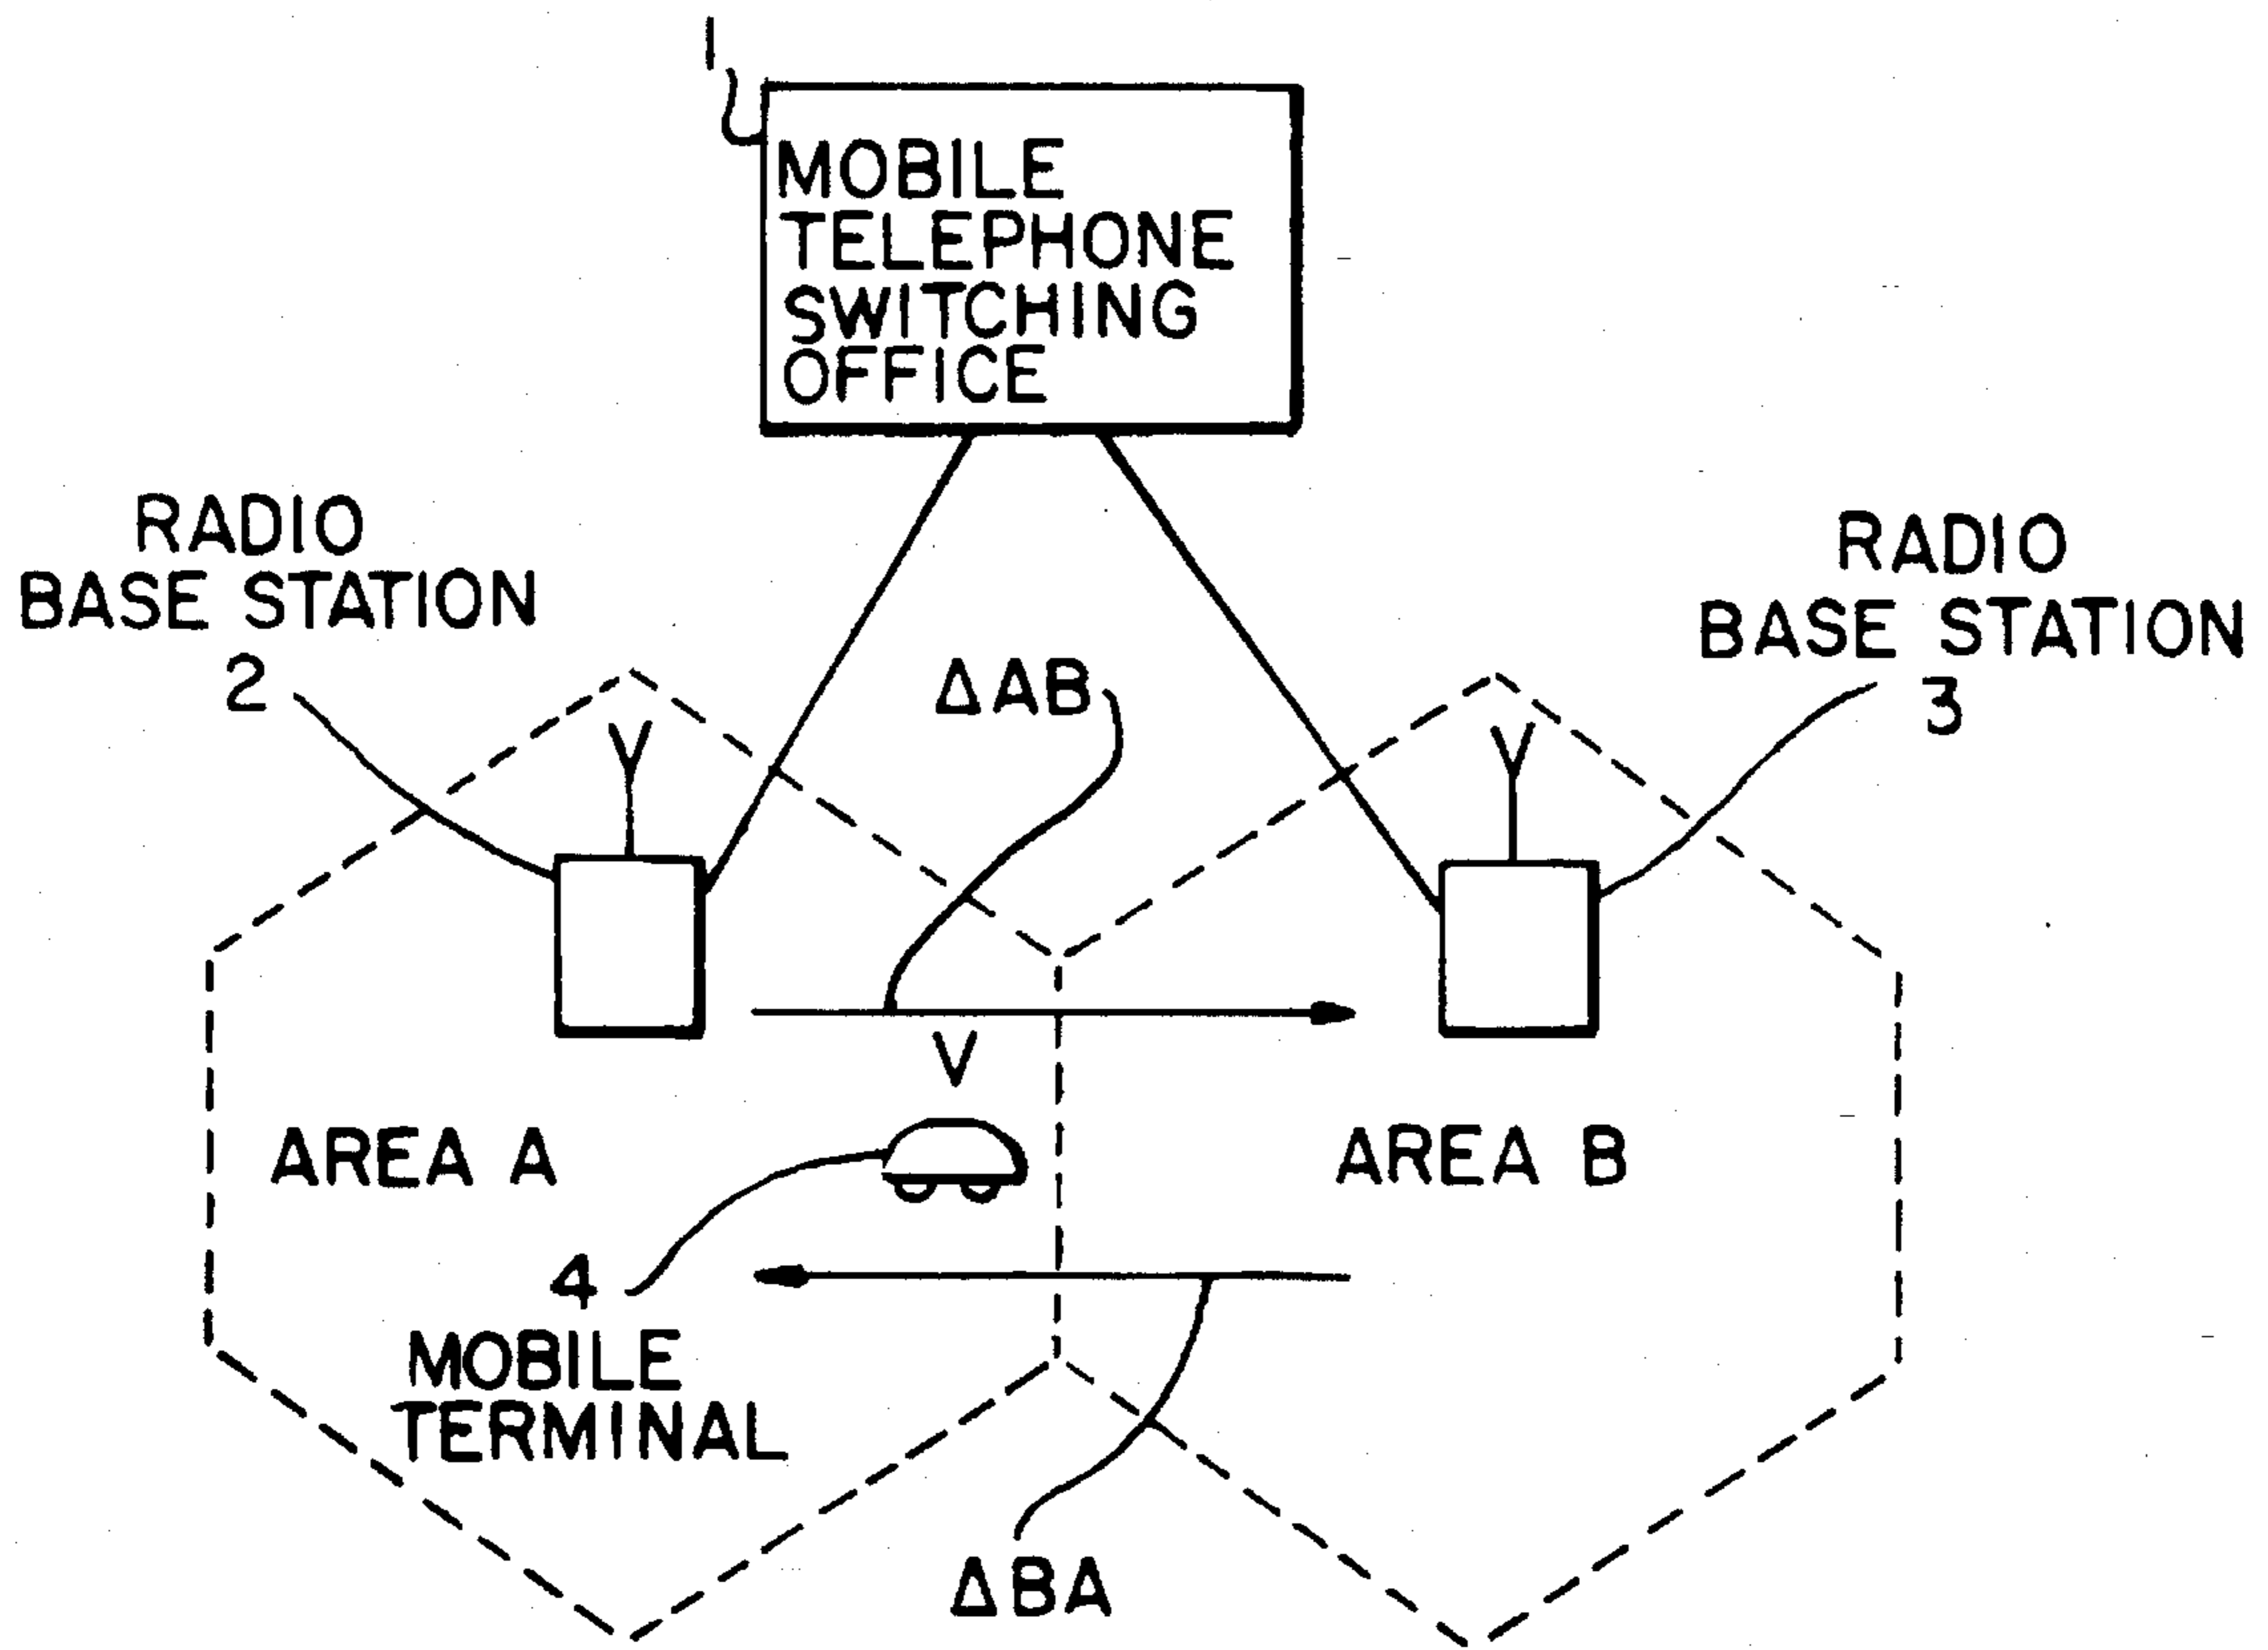 1
MOBILE
TELEPHONE
SWITCHING
OFFICE
RADIO
BASE STATION
2
RADIO
BASE STATION
3
ΔAB
AREA A
AREA B
4
MOBILE
TERMINAL
ΔBA